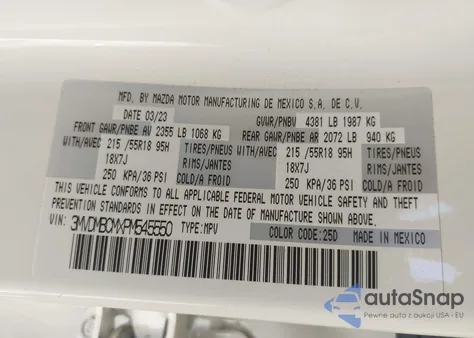 MFD. BY MAZDA MOTOR MANUFACTURING DE MEXICO S.A. DE C.V.
DATE 03/23 GVWR/PNBV 4381 LB 1987 KG
FRONT GAWR/PNBE AV 2355 LB 1068 KG REAR GAWR/PNBE AR 2072 LB 940 KG
WITH/AVEC 215 /55R18 95H TIRES/PNEUS WITH/AVEC 215 /55R18 95H TIRES/PNEUS
18X7J RIMS/JANTES 18X7J RIMS/JANTES
250 KPA/36 PSI COLD/A FROID 250 KPA/36 PSI COLD/A FROID
THIS VEHICLE CONFORMS TO ALL APPLICABLE FEDERAL MOTOR VEHICLE SAFETY AND THEFT
PREVENTION STANDARDS IN EFFECT ON THE DATE OF MANUFACTURE SHOWN ABOVE.
VIN: 3MVDMBCMXPM545550 TYPE: MPV COLOR CODE: 25D MADE IN MEXICO
autoSnap
Pewne auto z aukcji USA i EU